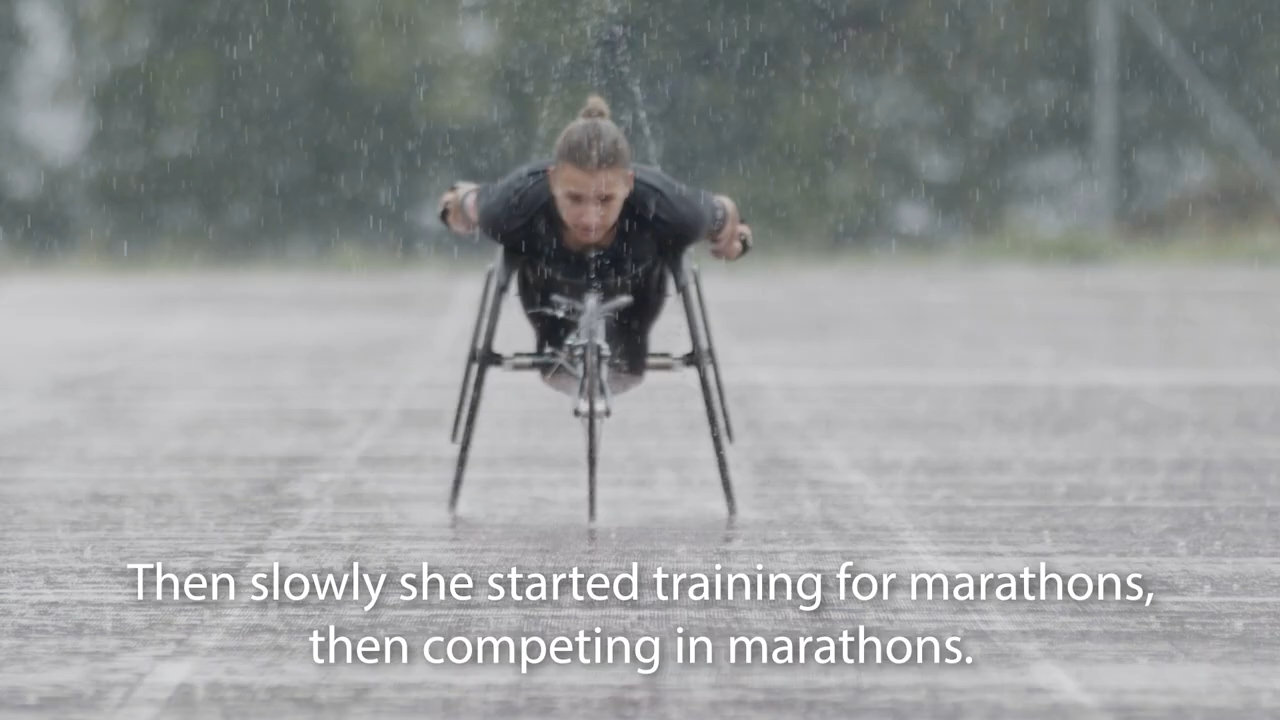 Then slowly she started training for marathons,
then competing in marathons.